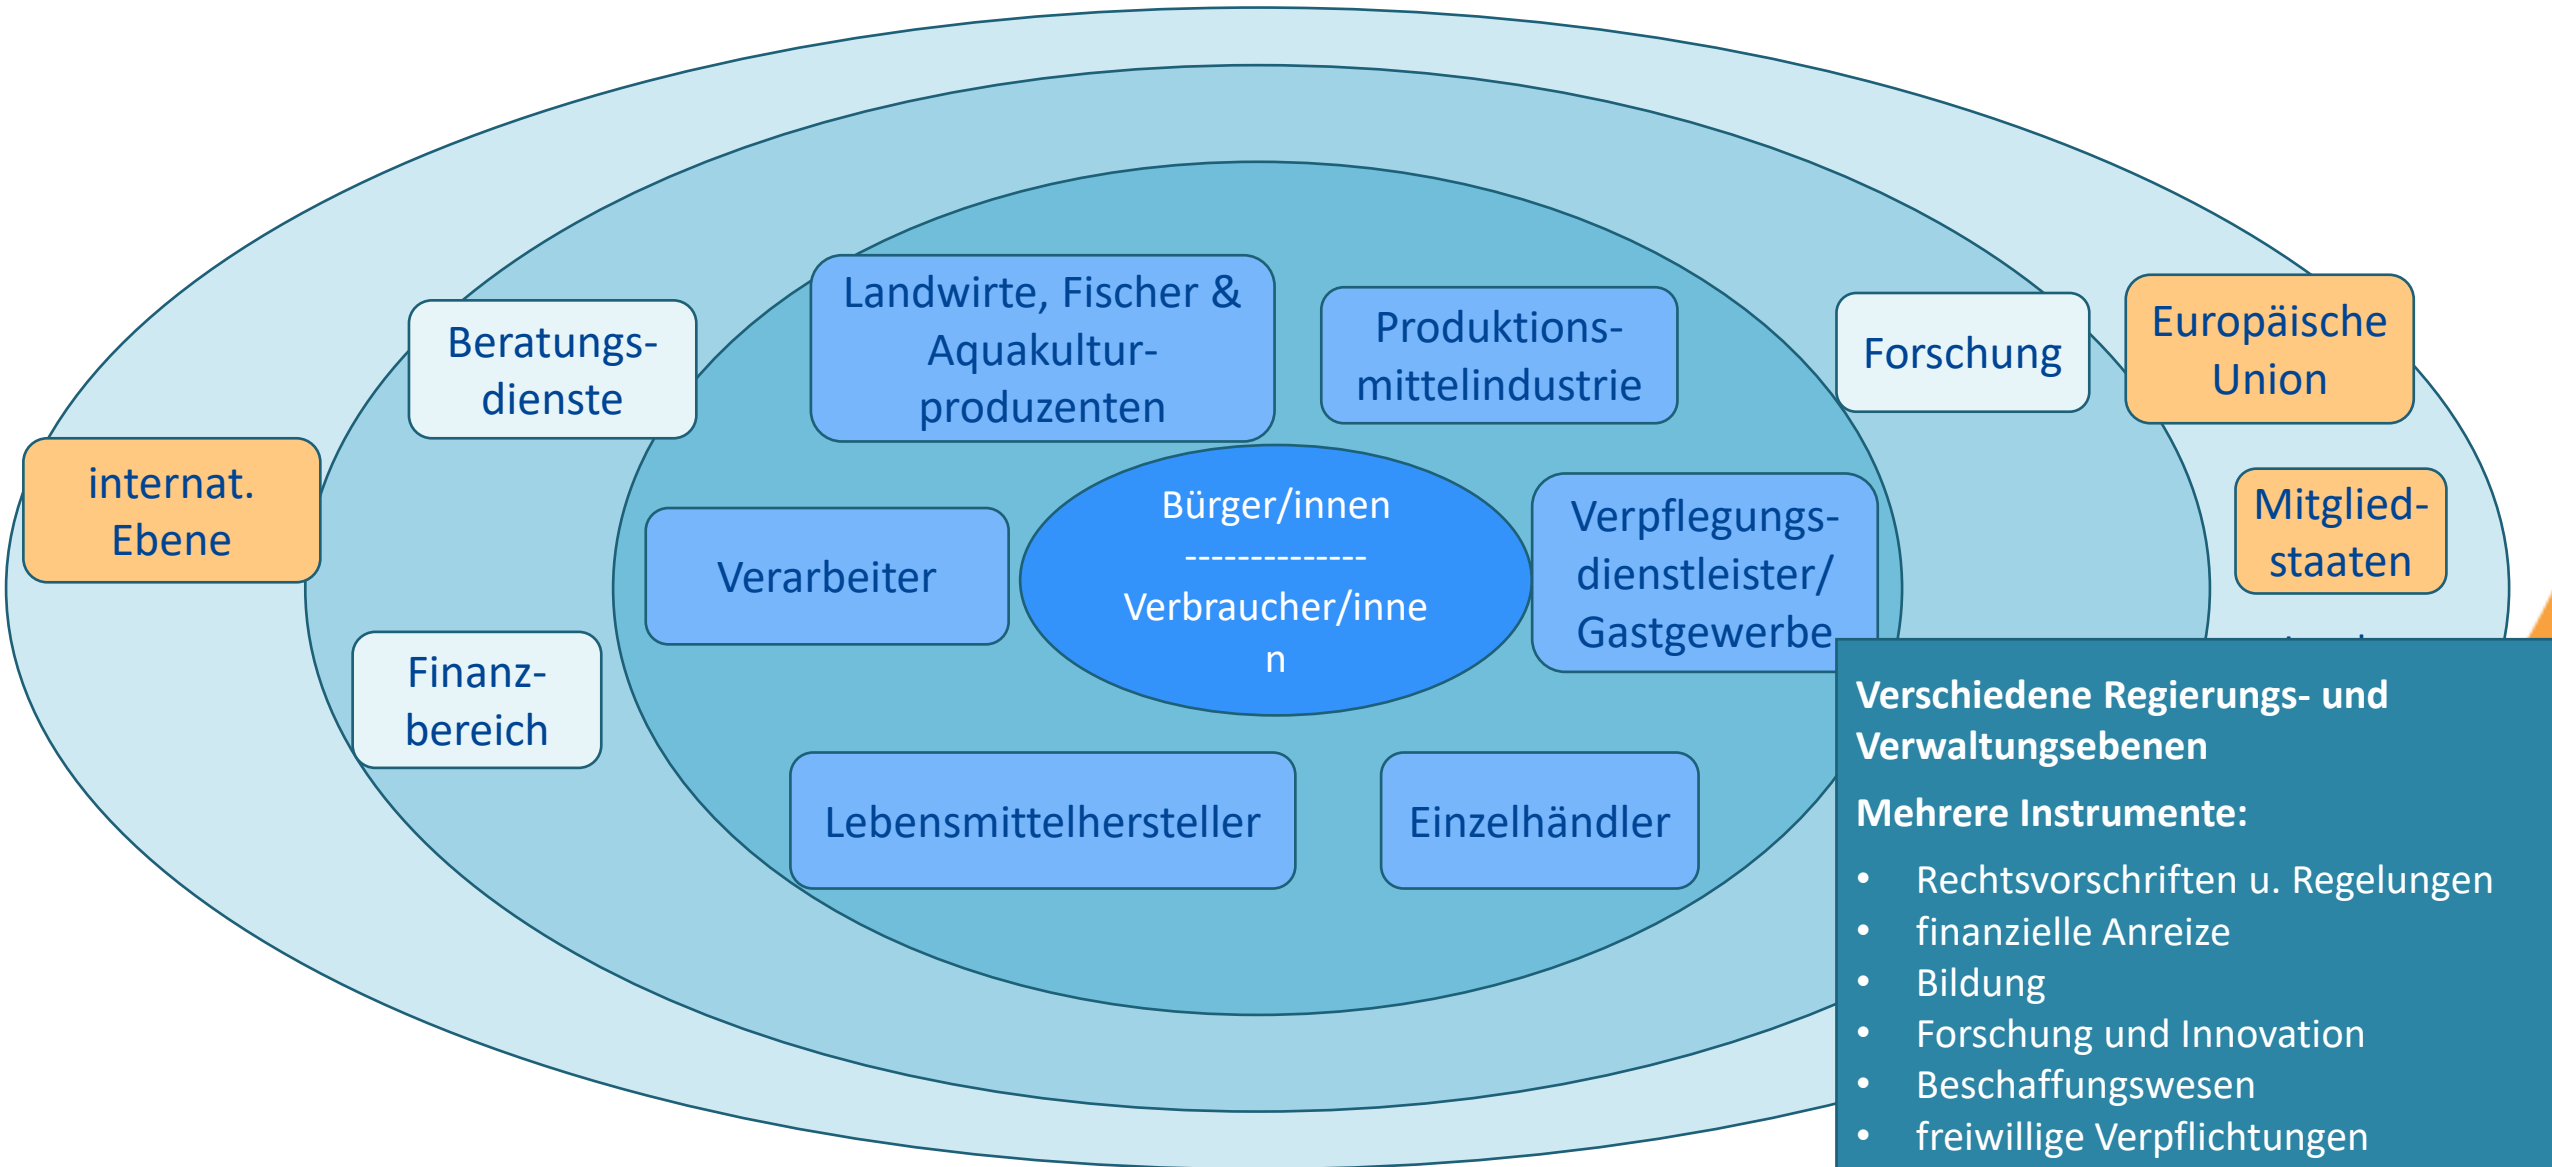 Landwirte, Fischer &
Aquakultur-
produzenten
Produktions-
mittelindustrie
Beratungs-
dienste
Forschung
Europäische
Union
internat.
Ebene
Mitglied-
staaten
Bürger/innen
--------------
Verbraucher/inne
n
Verarbeiter
Verpflegungs-
dienstleister/
Gastgewerbe
Finanz-
bereich
Lebensmittelhersteller
Einzelhändler
Verschiedene Regierungs- und
Verwaltungsebenen
Mehrere Instrumente:
• Rechtsvorschriften u. Regelungen
• finanzielle Anreize
• Bildung
• Forschung und Innovation
• Beschaffungswesen
• freiwillige Verpflichtungen